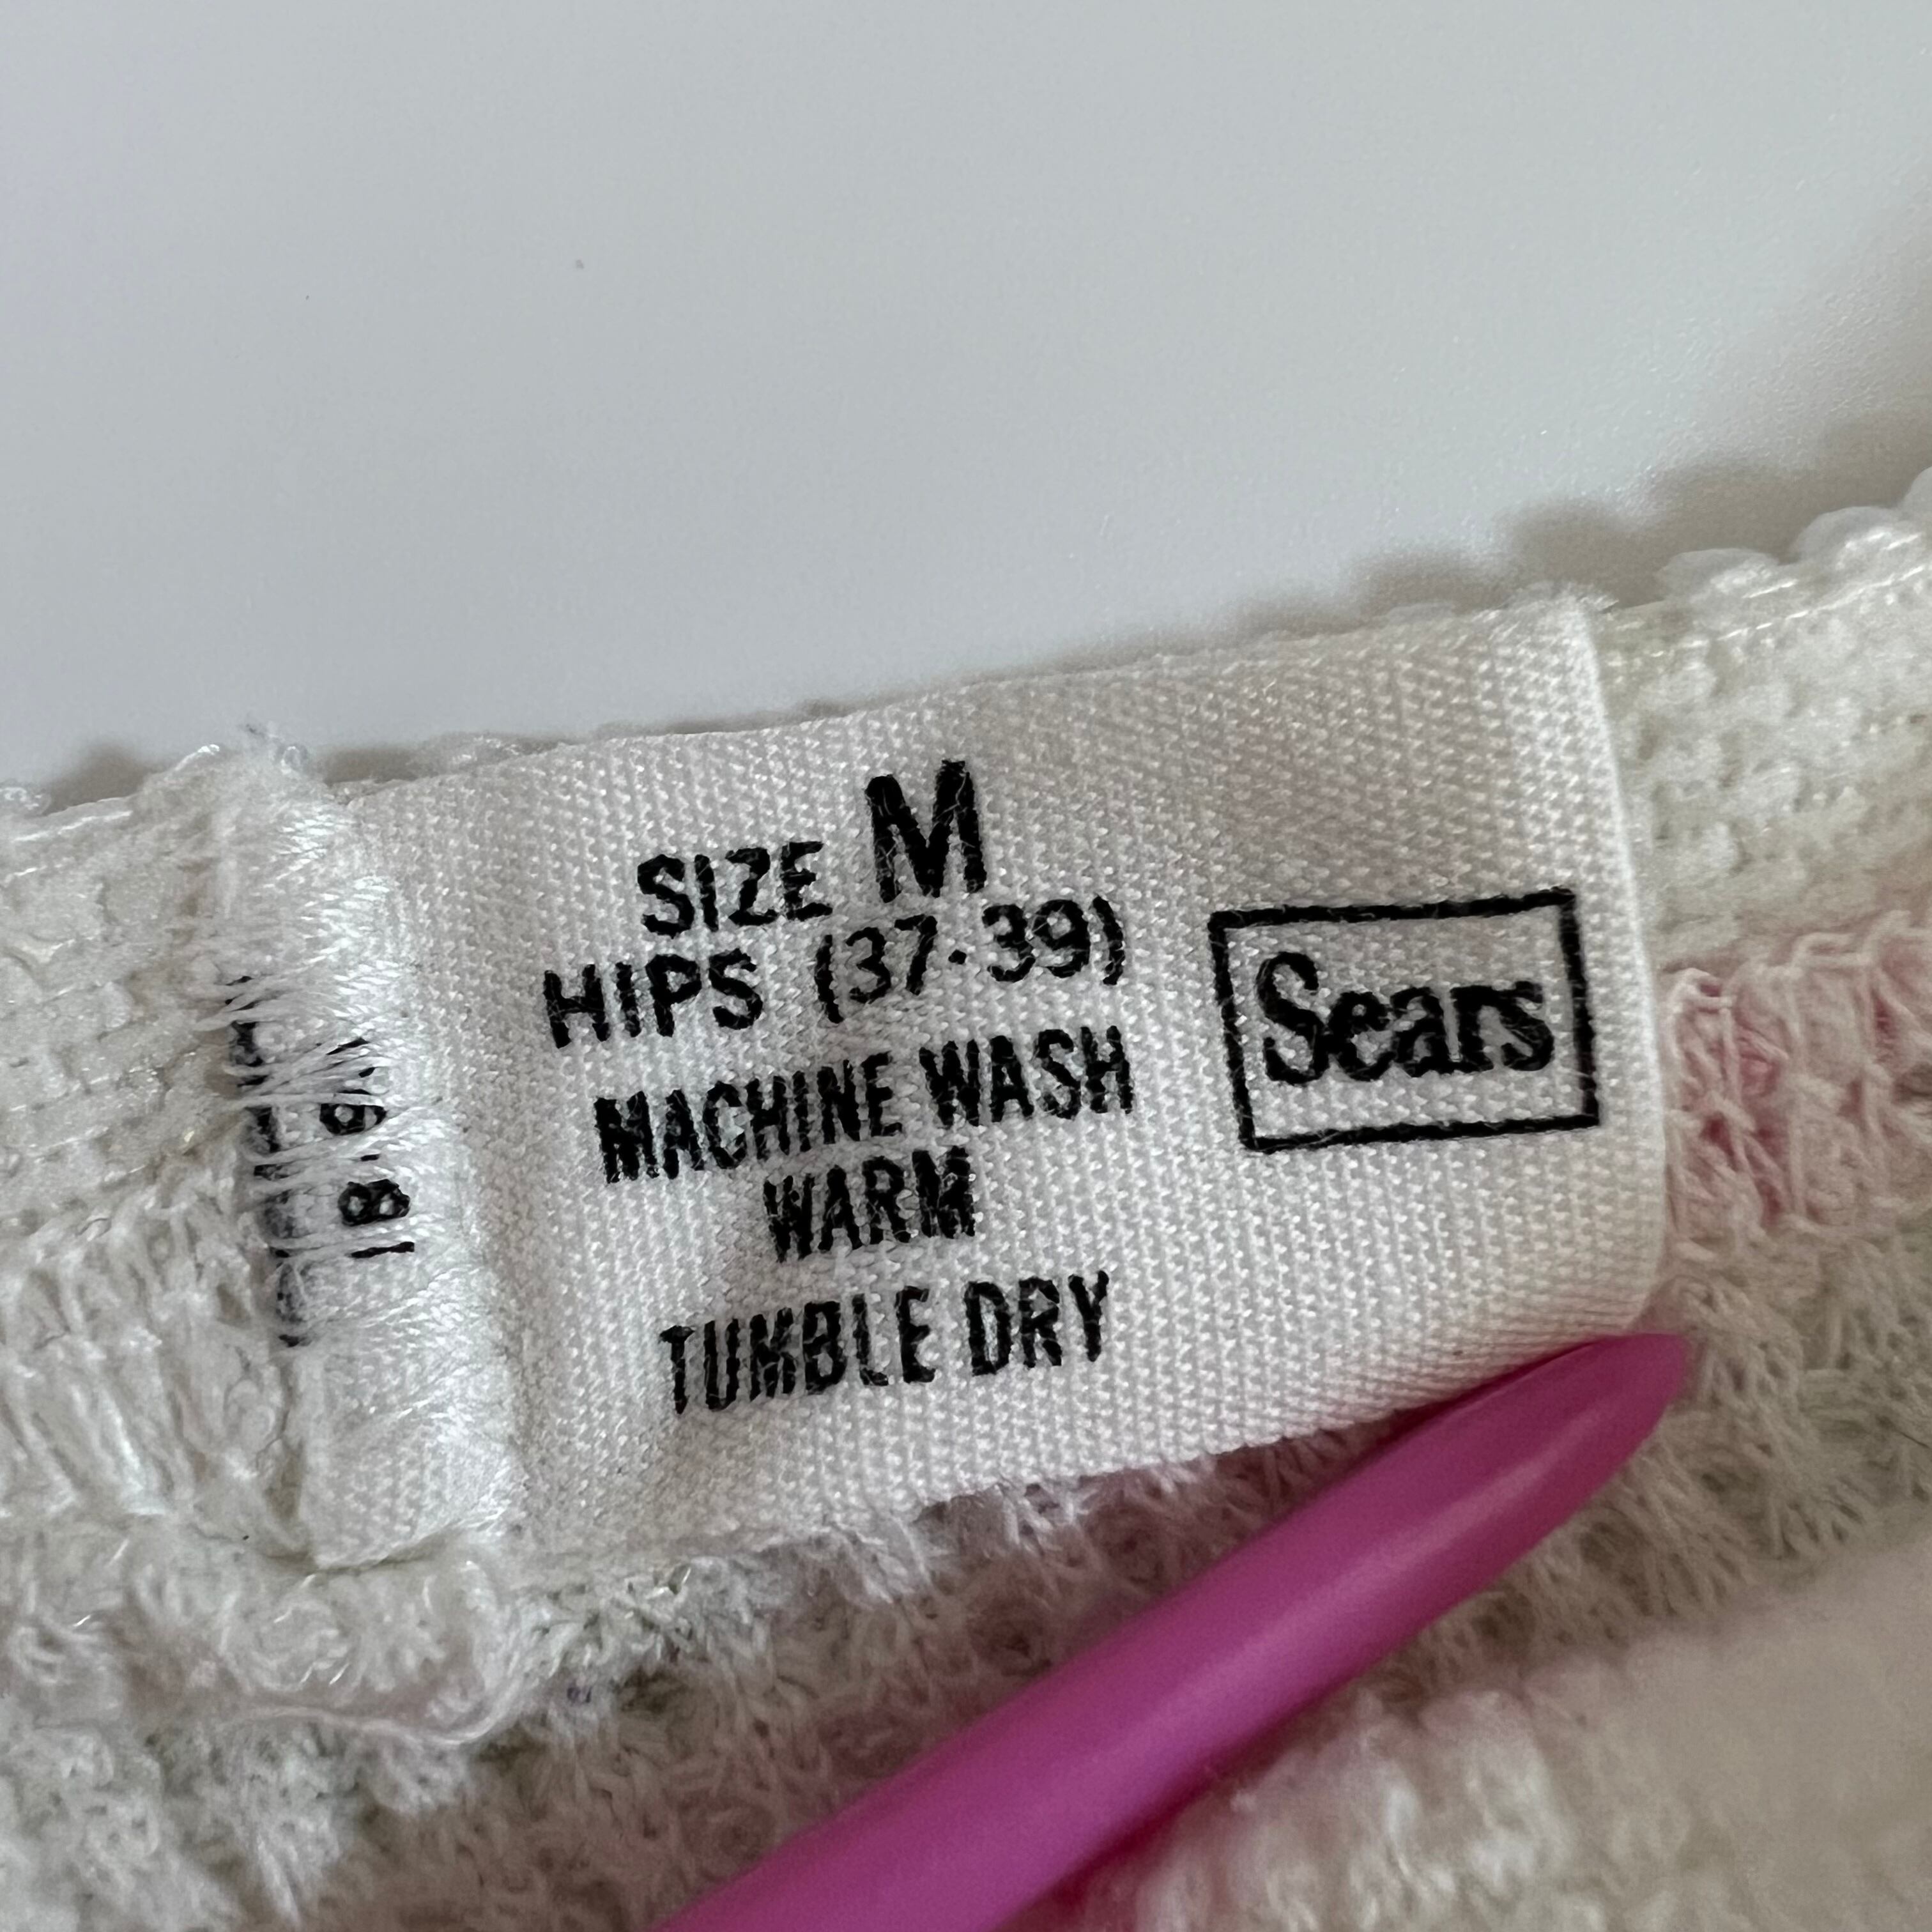 SIZE M
HIPS (37-39)
MACHINE WASH
WARM
TUMBLE DRY
Sears